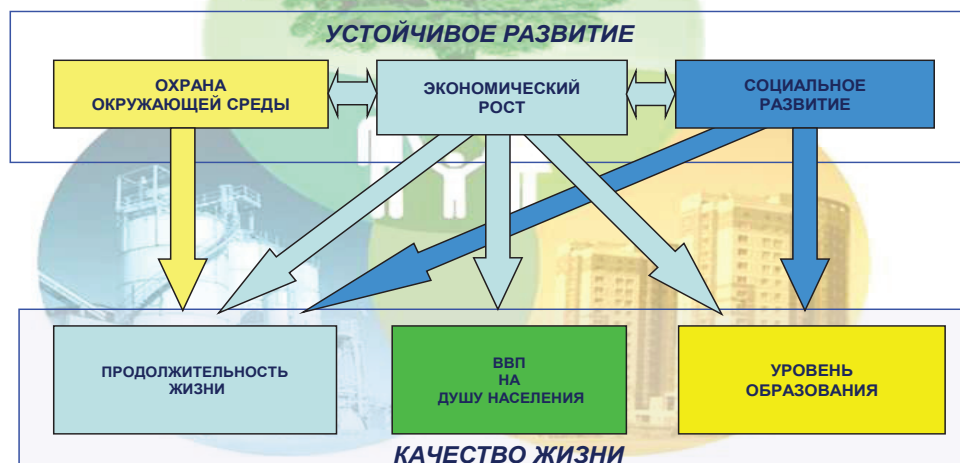 УСТОЙЧИВОЕ РАЗВИТИЕ
ОХРАНА
ОКРУЖАЮЩЕЙ СРЕДЫ
ЭКОНОМИЧЕСКИЙ
РОСТ
СОЦИАЛЬНОЕ
РАЗВИТИЕ
ПРОДОЛЖИТЕЛЬНОСТЬ
ЖИЗНИ
ВВП
НА
ДУШУ НАСЕЛЕНИЯ
УРОВЕНЬ
ОБРАЗОВАНИЯ
КАЧЕСТВО ЖИЗНИ